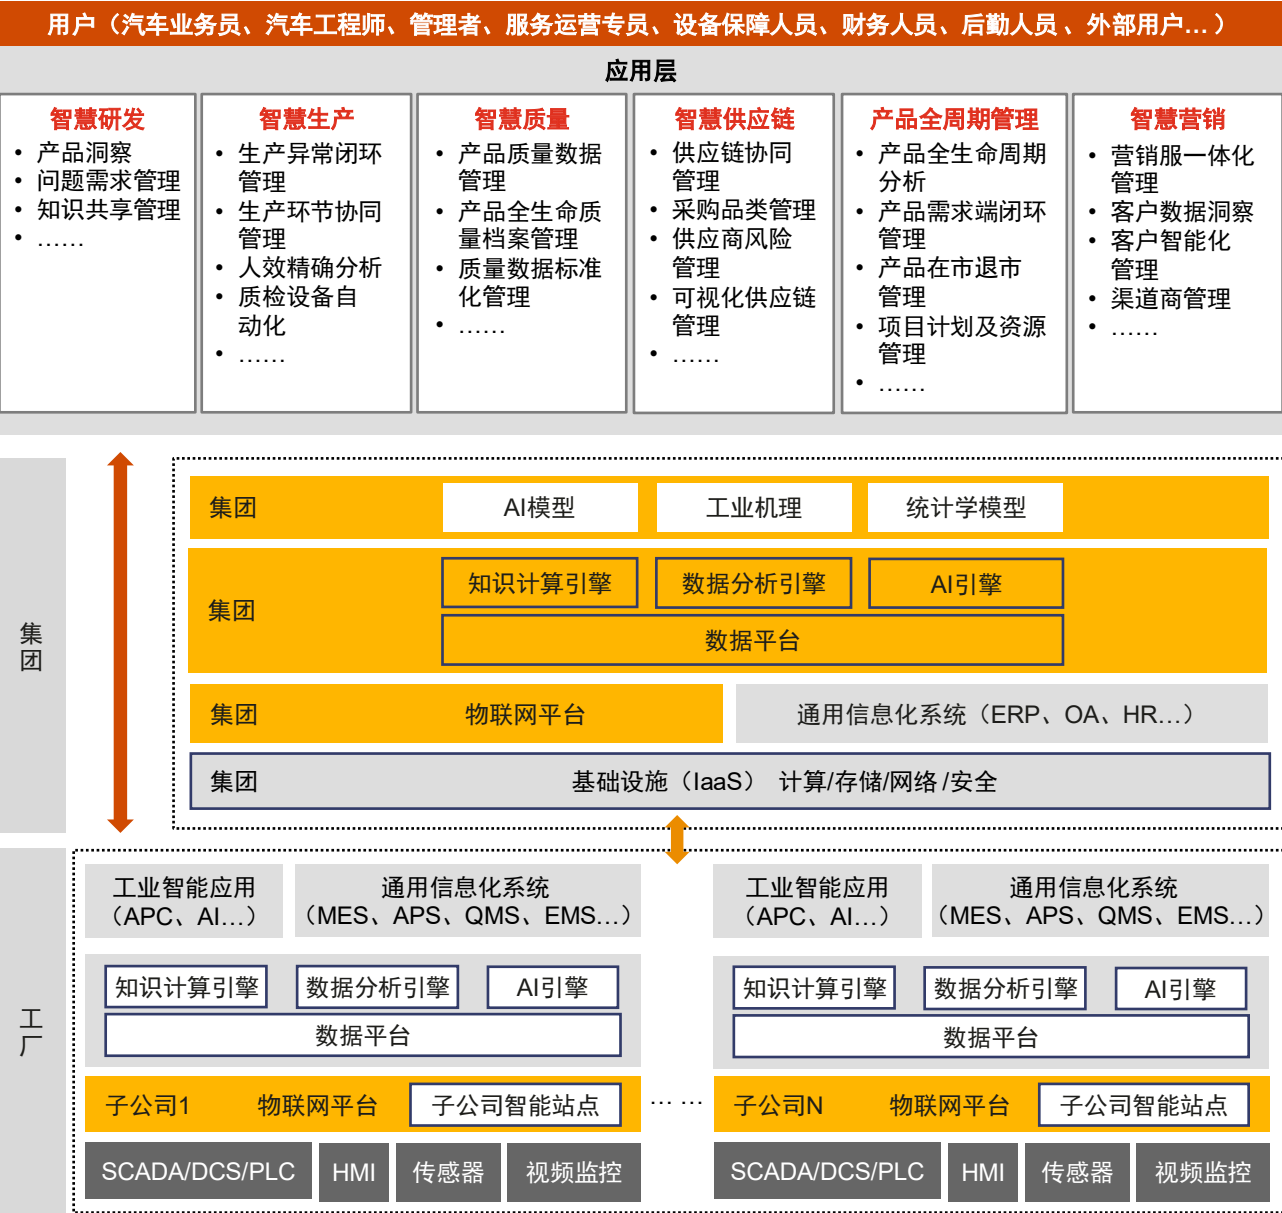 用户（汽车业务员、汽车工程师、管理者、服务运营专员、设备保障人员、财务人员、后勤人员、外部用户…）
应用层
智慧研发
• 产品洞察
• 问题需求管理
• 知识共享管理
• ……
智慧生产
• 生产异常闭环
管理
• 生产环节协同
管理
• 人效精确分析
• 质检设备自
动化
• ……
智慧质量
• 产品质量数据
管理
• 产品全生命质
量档案管理
• 质量数据标准
化管理
• ……
智慧供应链
• 供应链协同
管理
• 采购品类管理
• 供应商风险
管理
• 可视化供应链
管理
• ……
产品全周期管理
• 产品全生命周期
分析
• 产品需求端闭环
管理
• 产品在市退市
管理
• 项目计划及资源
管理
• ……
智慧营销
• 营销服一体化
管理
• 客户数据洞察
• 客户智能化
管理
• 渠道商管理
• ……
集团
集团 AI模型 工业机理 统计学模型
集团
知识计算引擎 数据分析引擎 AI引擎
数据平台
集团 物联网平台 通用信息化系统（ERP、OA、HR…）
集团 基础设施（IaaS） 计算/存储/网络/安全
工厂
工业智能应用
（APC、AI…）
通用信息化系统
（MES、APS、QMS、EMS…）
知识计算引擎 数据分析引擎 AI引擎
数据平台
子公司1 物联网平台 子公司智能站点
SCADA/DCS/PLC HMI 传感器 视频监控
… …
工业智能应用
（APC、AI…）
通用信息化系统
（MES、APS、QMS、EMS…）
知识计算引擎 数据分析引擎 AI引擎
数据平台
子公司N 物联网平台 子公司智能站点
SCADA/DCS/PLC HMI 传感器 视频监控